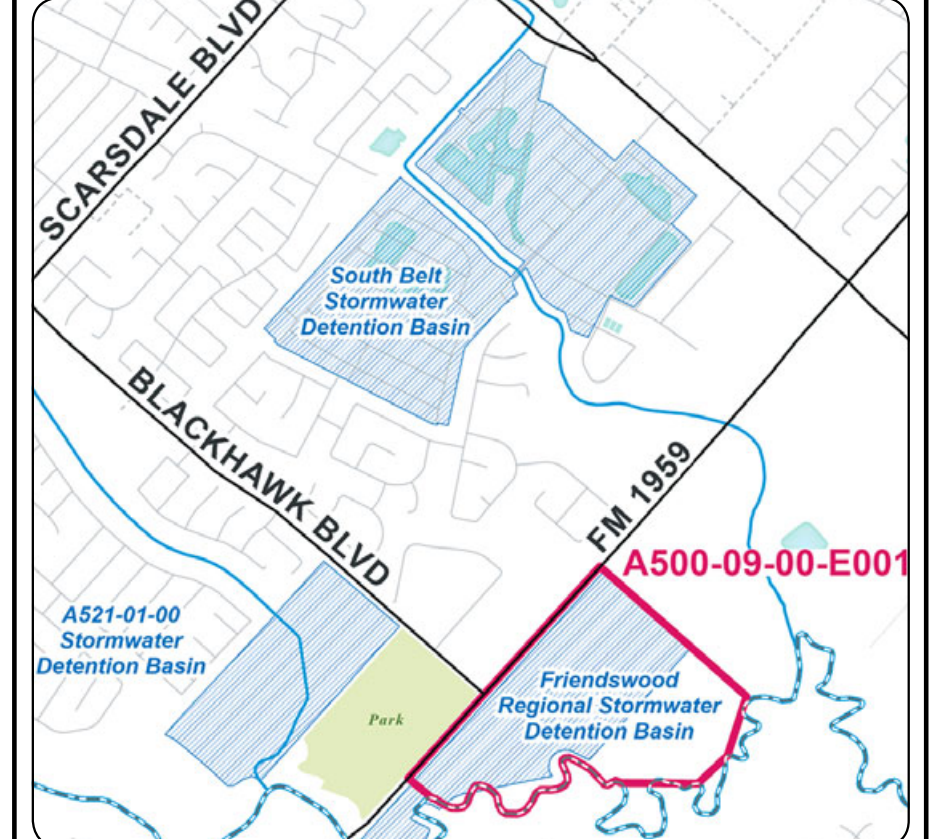 SCARSDALE BLVD
South Belt
Stormwater
Detention Basin
BLACKHAWK BLVD
FM 1959
A500-09-00-E001
A521-01-00
Stormwater
Detention Basin
Friendswood
Regional Stormwater
Detention Basin
Park